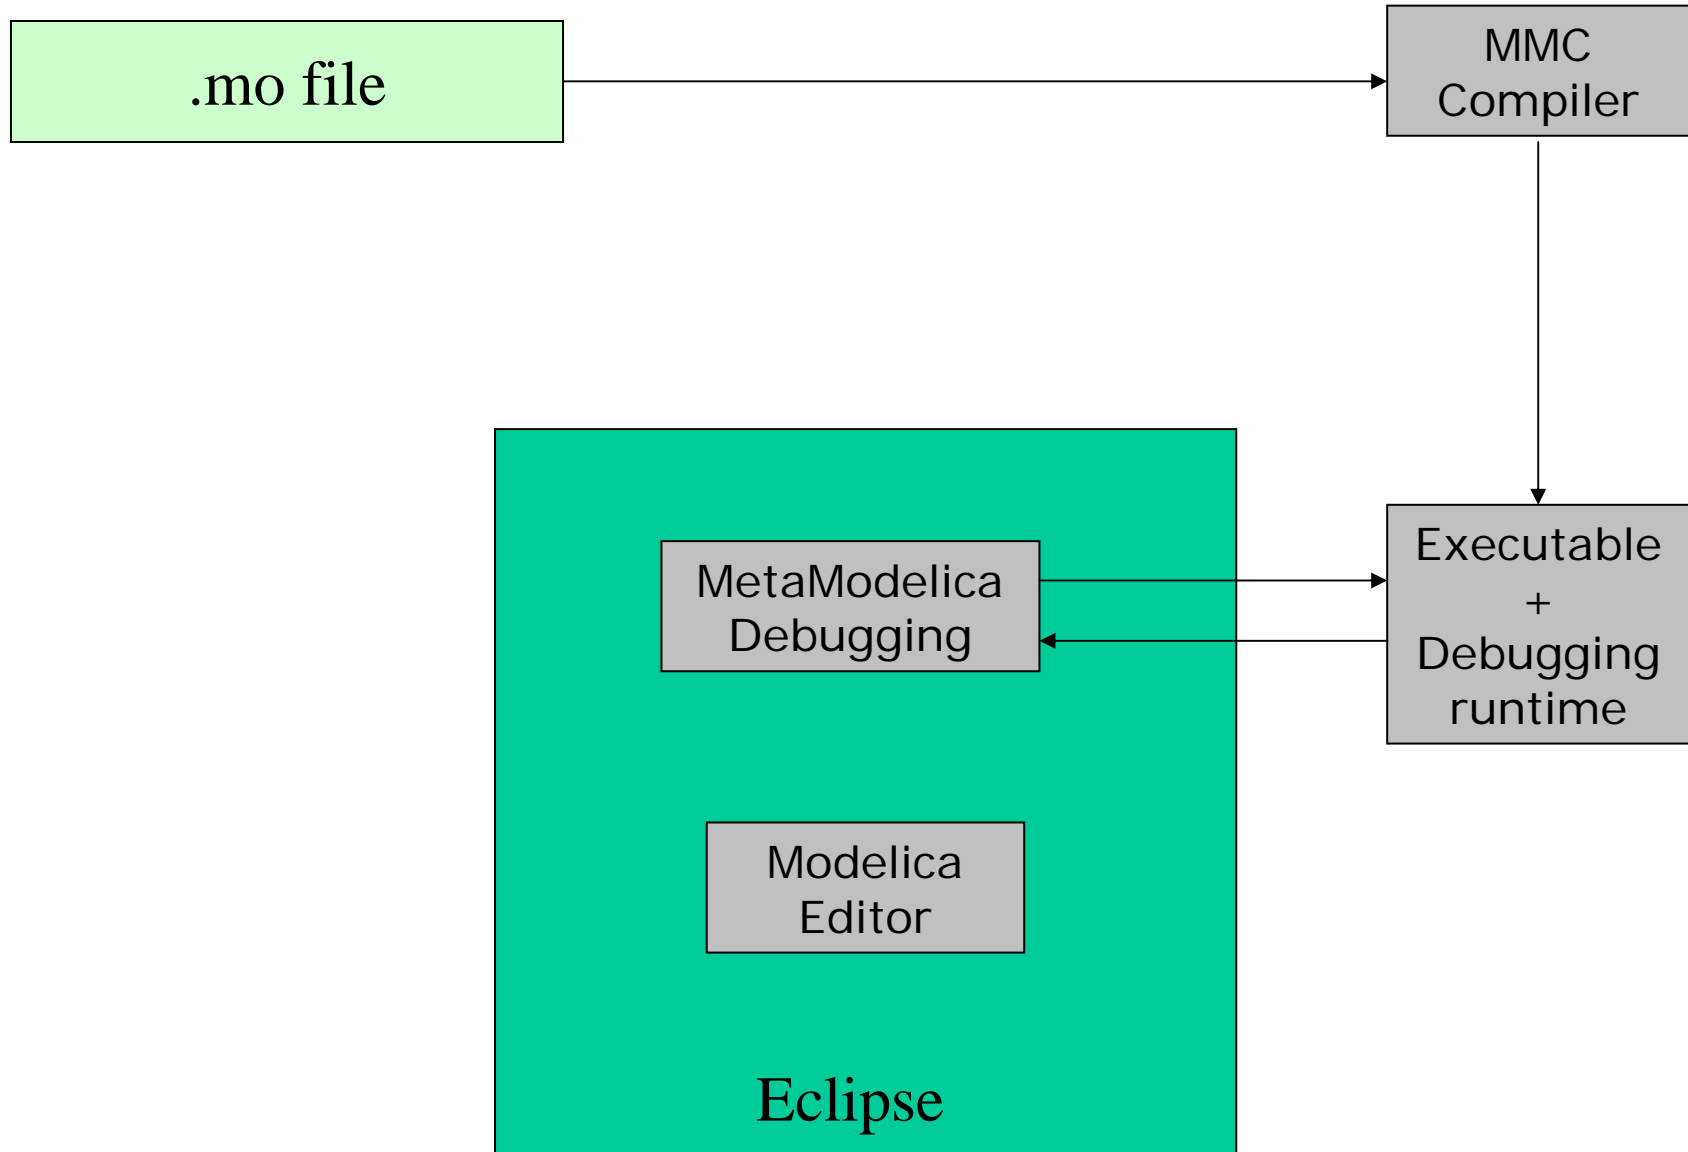 .mo file
MMC
Compiler
MetaModelica
Debugging
Executable
+
Debugging
runtime
Modelica
Editor
Eclipse